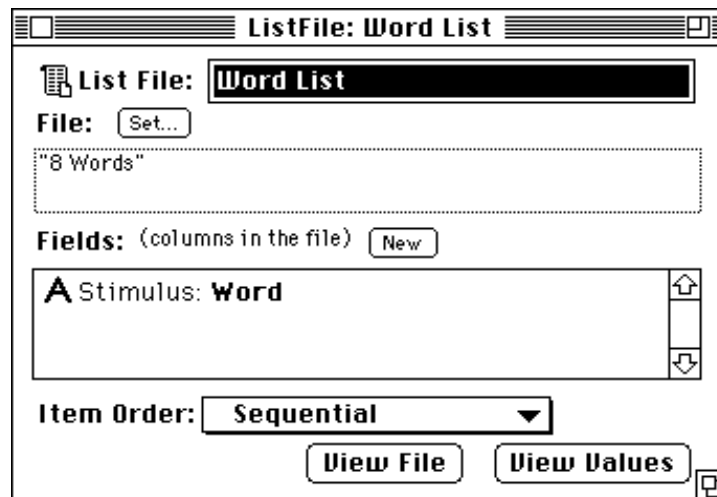 ListFile: Word List
List File: Word List
File: Set...
"8 Words"
Fields: (columns in the file) New
A Stimulus: Word
Item Order: Sequential
View File View Values